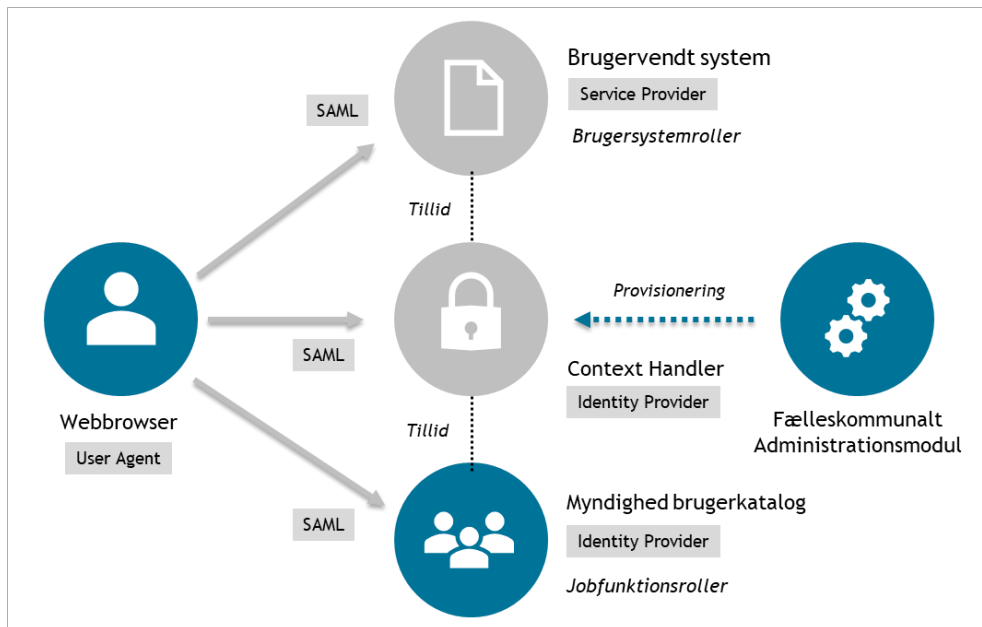 Brugervendt system
Service Provider
Brugersystemroller
SAML
Tillid
Provisionering
SAML
Context Handler
Identity Provider
Webbrowser
User Agent
Fælleskommunalt
Administrationsmodul
Tillid
SAML
Myndighed brugerkatalog
Identity Provider
Jobfunktionsroller